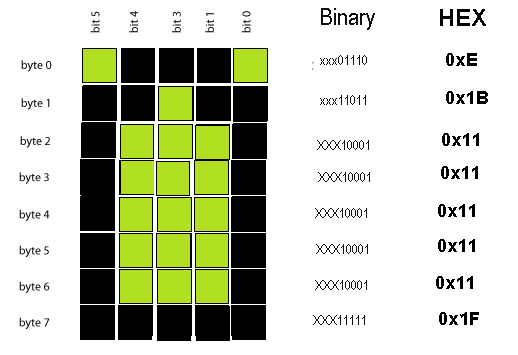 bit 5 bit 4 bit 3 bit 1 bit 0 Binary HEX
byte 0 xxx01110 0xE
byte 1 xxx11011 0x1B
byte 2 XXX10001 0x11
byte 3 XXX10001 0x11
byte 4 XXX10001 0x11
byte 5 XXX10001 0x11
byte 6 XXX10001 0x11
byte 7 XXX11111 0x1F